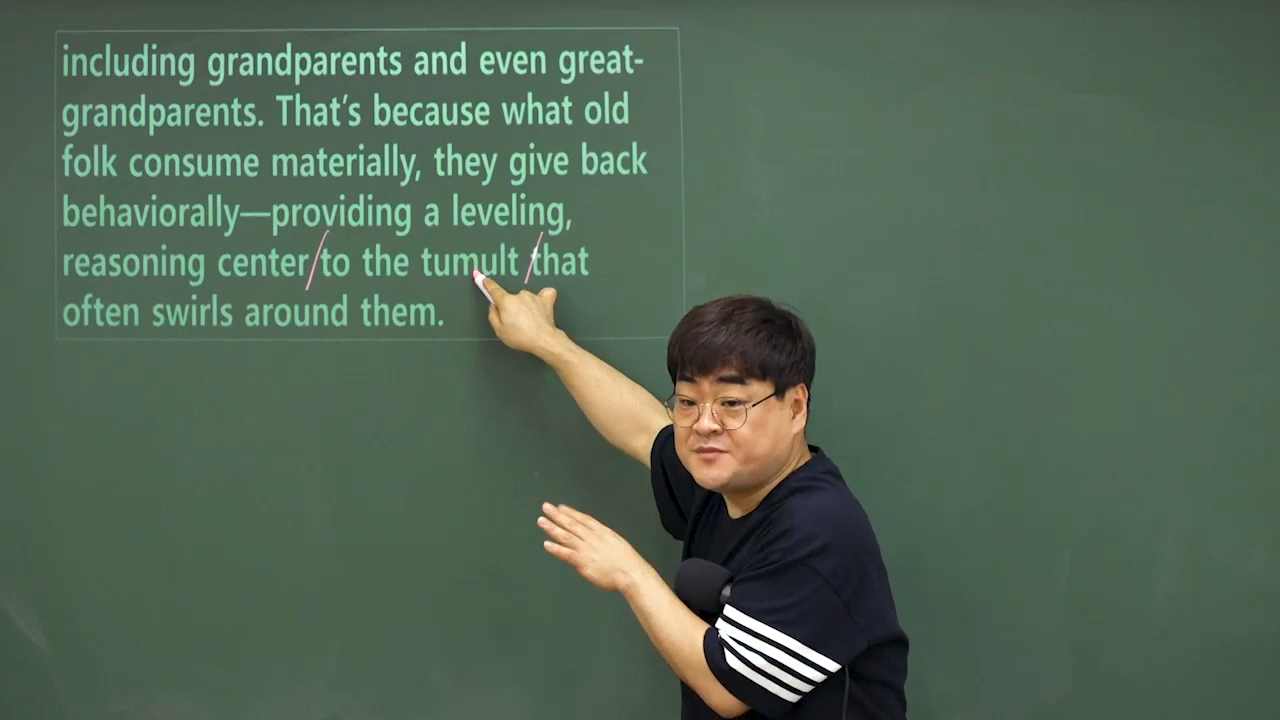 including grandparents and even great-
grandparents. That's because what old
folk consume materially, they give back
behaviorally—providing a leveling,
reasoning center to the tumult that
often swirls around them.